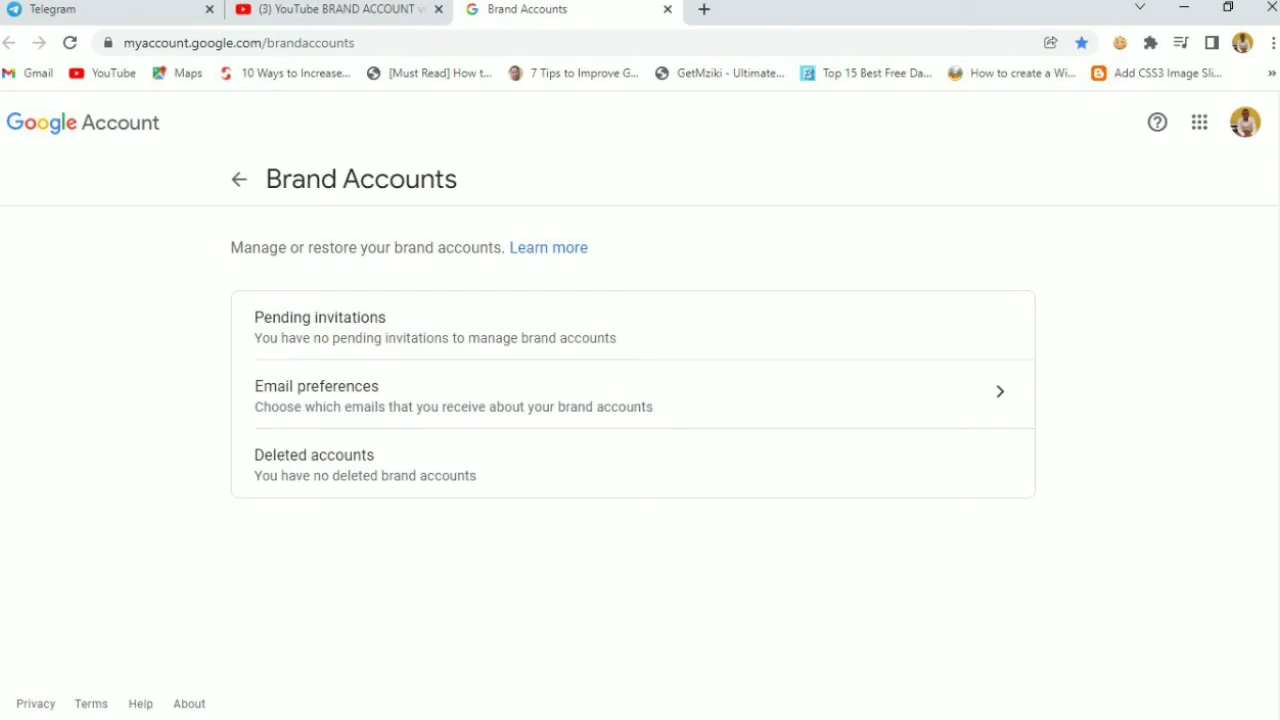 Telegram
(3) YouTube BRAND ACCOUNT v
Brand Accounts
myaccount.google.com/brandaccounts
Gmail
YouTube
Maps
10 Ways to Increase...
[Must Read] How t...
7 Tips to Improve G...
GetMziki - Ultimate...
Top 15 Best Free Da...
How to create a Wi...
Add CSS3 Image Sli...
»
Google Account
Brand Accounts
Manage or restore your brand accounts. Learn more
Pending invitations
You have no pending invitations to manage brand accounts
Email preferences
Choose which emails that you receive about your brand accounts
Deleted accounts
You have no deleted brand accounts
Privacy Terms Help About